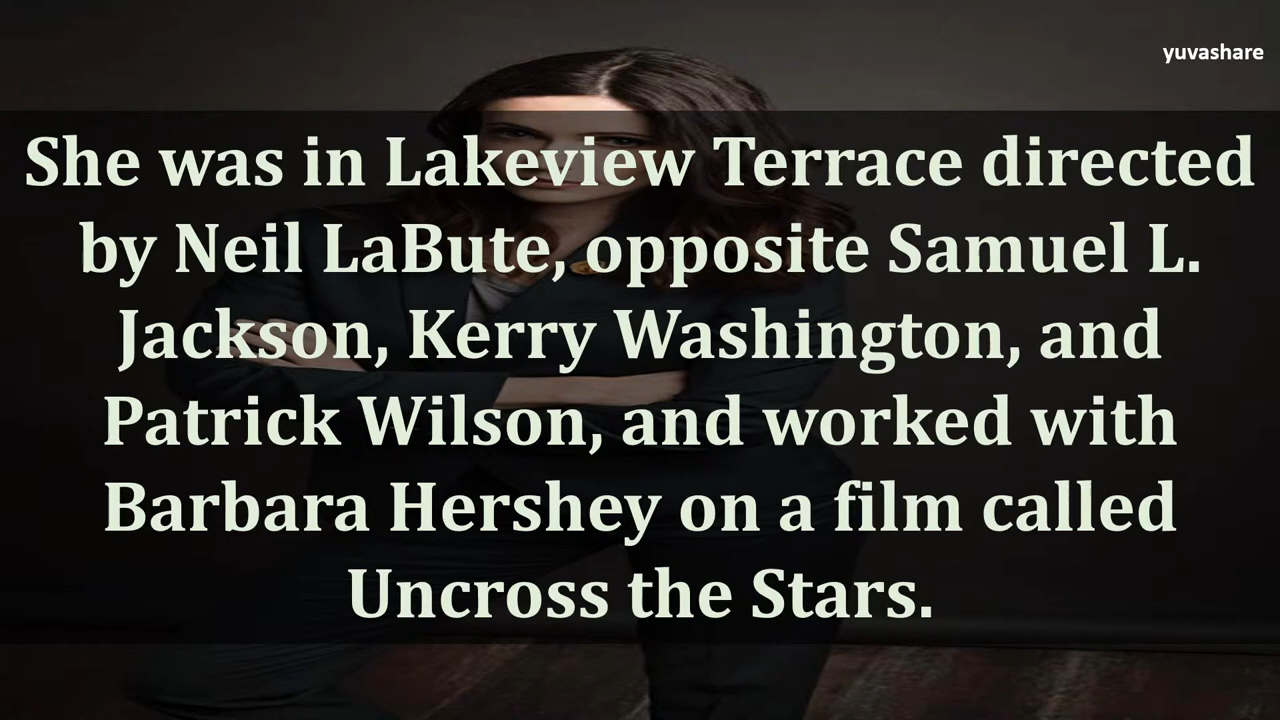 yuvashare
She was in Lakeview Terrace directed
by Neil LaBute, opposite Samuel L.
Jackson, Kerry Washington, and
Patrick Wilson, and worked with
Barbara Hershey on a film called
Uncross the Stars.